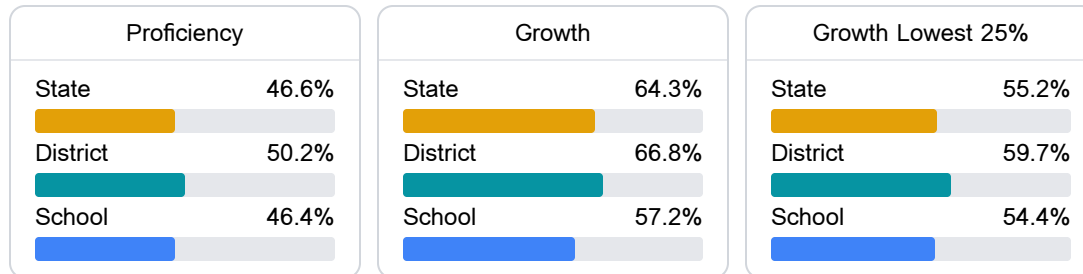 Proficiency
State 46.6%
District 50.2%
School 46.4%
Growth
State 64.3%
District 66.8%
School 57.2%
Growth Lowest 25%
State 55.2%
District 59.7%
School 54.4%